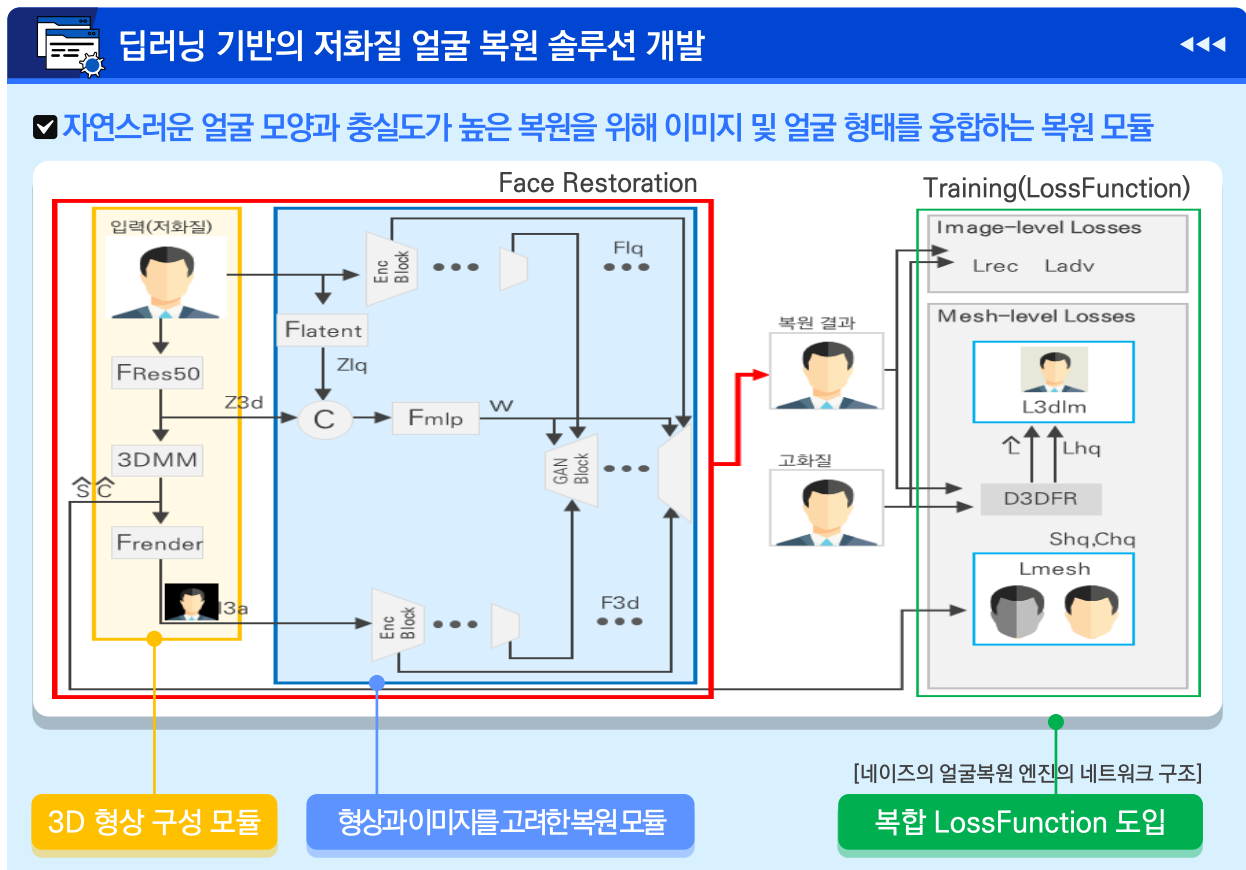 딥러닝 기반의 저화질 얼굴 복원 솔루션 개발
자연스러운 얼굴 모양과 충실도가 높은 복원을 위해 이미지 및 얼굴 형태를 융합하는 복원 모듈
Face Restoration
Training(LossFunction)
입력(저화질)
FRes50
Z3d
3DMM
ŜĈ
Frender
I3a
Enc Block
Flq
Flatent
Zlq
C
Fmlp
W
GAN Block
Enc Block
F3d
복원 결과
고화질
Image-level Losses
Lrec Ladv
Mesh-level Losses
L3dlm
L̂
Lhq
D3DFR
Shq,Chq
Lmesh
[네이즈의 얼굴복원 엔진의 네트워크 구조]
3D 형상 구성 모듈
형상과 이미지를 고려한 복원 모듈
복합 LossFunction 도입